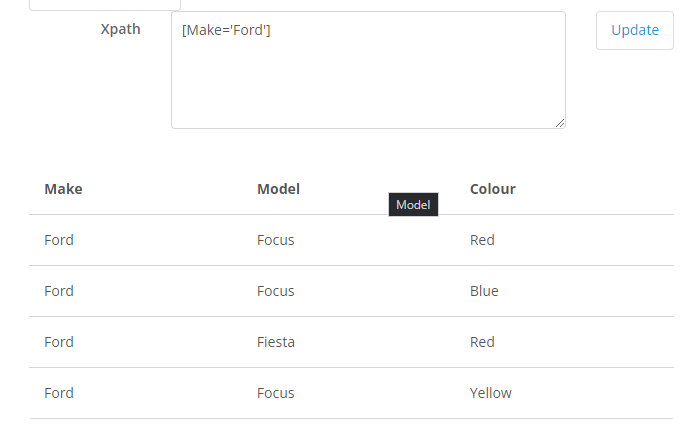 Xpath [Make='Ford'] Update
Make Model Colour
Model
Ford Focus Red
Ford Focus Blue
Ford Fiesta Red
Ford Focus Yellow